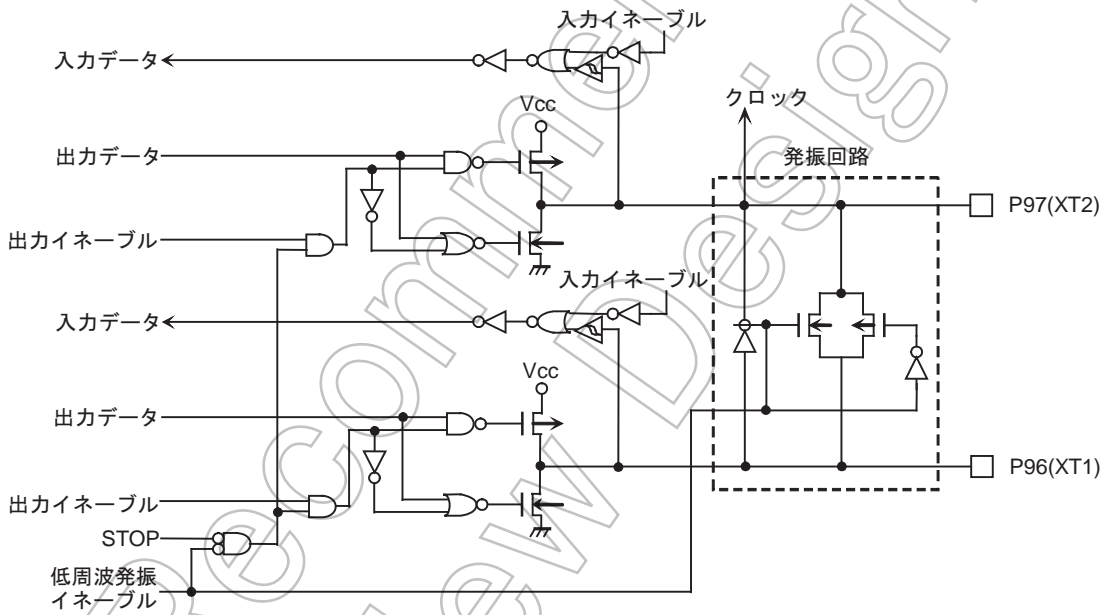 入力イネーブル
入力データ
Vcc
クロック
出力データ
発振回路
P97(XT2)
出力イネーブル
入力イネーブル
入力データ
Vcc
出力データ
P96(XT1)
出力イネーブル
STOP
低周波発振
イネーブル
Recommen
New Design